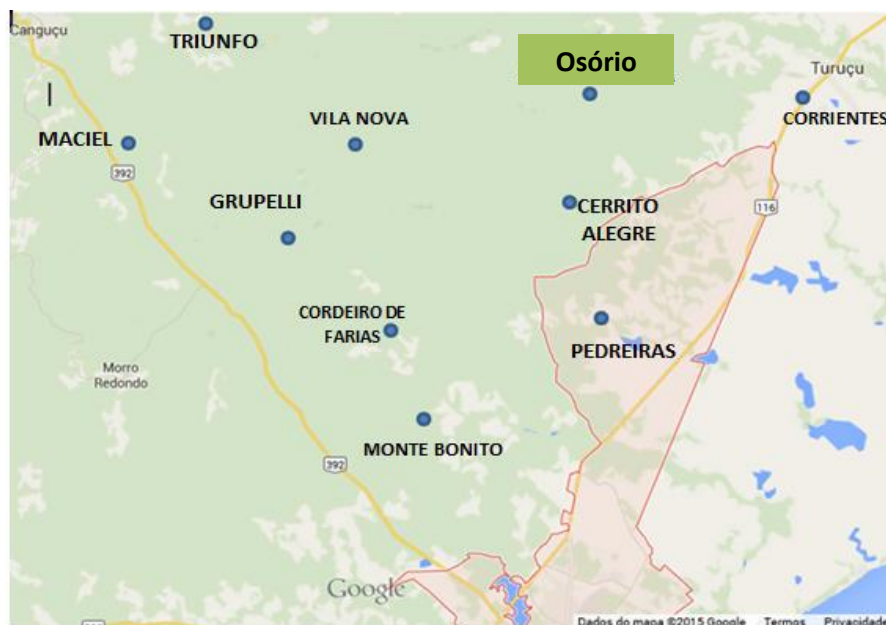 Canguçu
TRIUNFO
Osório
Turuçu
CORRIENTES
VILA NOVA
MACIEL
392
GRUPELLI
CERRITO
ALEGRE
116
CORDEIRO DE
FARIAS
PEDREIRAS
Morro
Redondo
MONTE BONITO
392
Google
Dados do mapa ©2015 Google Termos Privacidade